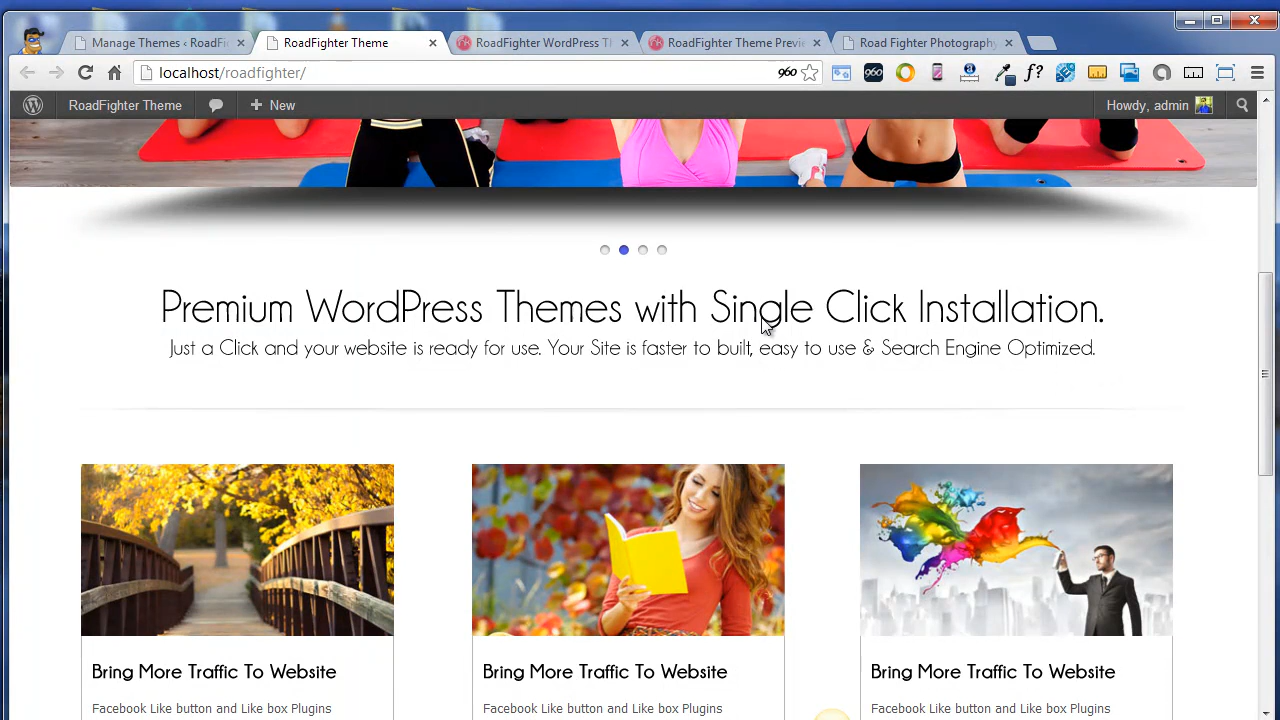 Manage Themes ‹ RoadFi
RoadFighter Theme
RoadFighter WordPress T
RoadFighter Theme Previ
Road Fighter Photography
localhost/roadfighter/
960
960
a
f?
RoadFighter Theme
+ New
Howdy, admin
Premium WordPress Themes with Single Click Installation.
Just a Click and your website is ready for use. Your Site is faster to built, easy to use & Search Engine Optimized.
Bring More Traffic To Website
Bring More Traffic To Website
Bring More Traffic To Website
Facebook Like button and Like box Plugins
Facebook Like button and Like box Plugins
Facebook Like button and Like box Plugins